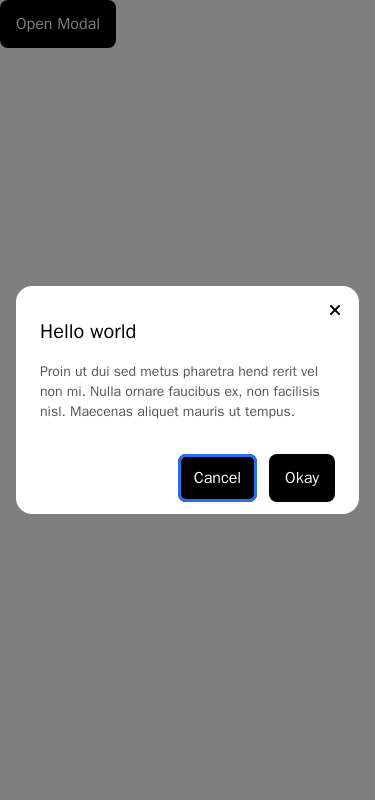 Open Modal
Hello world
Proin ut dui sed metus pharetra hend rerit vel
non mi. Nulla ornare faucibus ex, non facilisis
nisl. Maecenas aliquet mauris ut tempus.
Cancel Okay